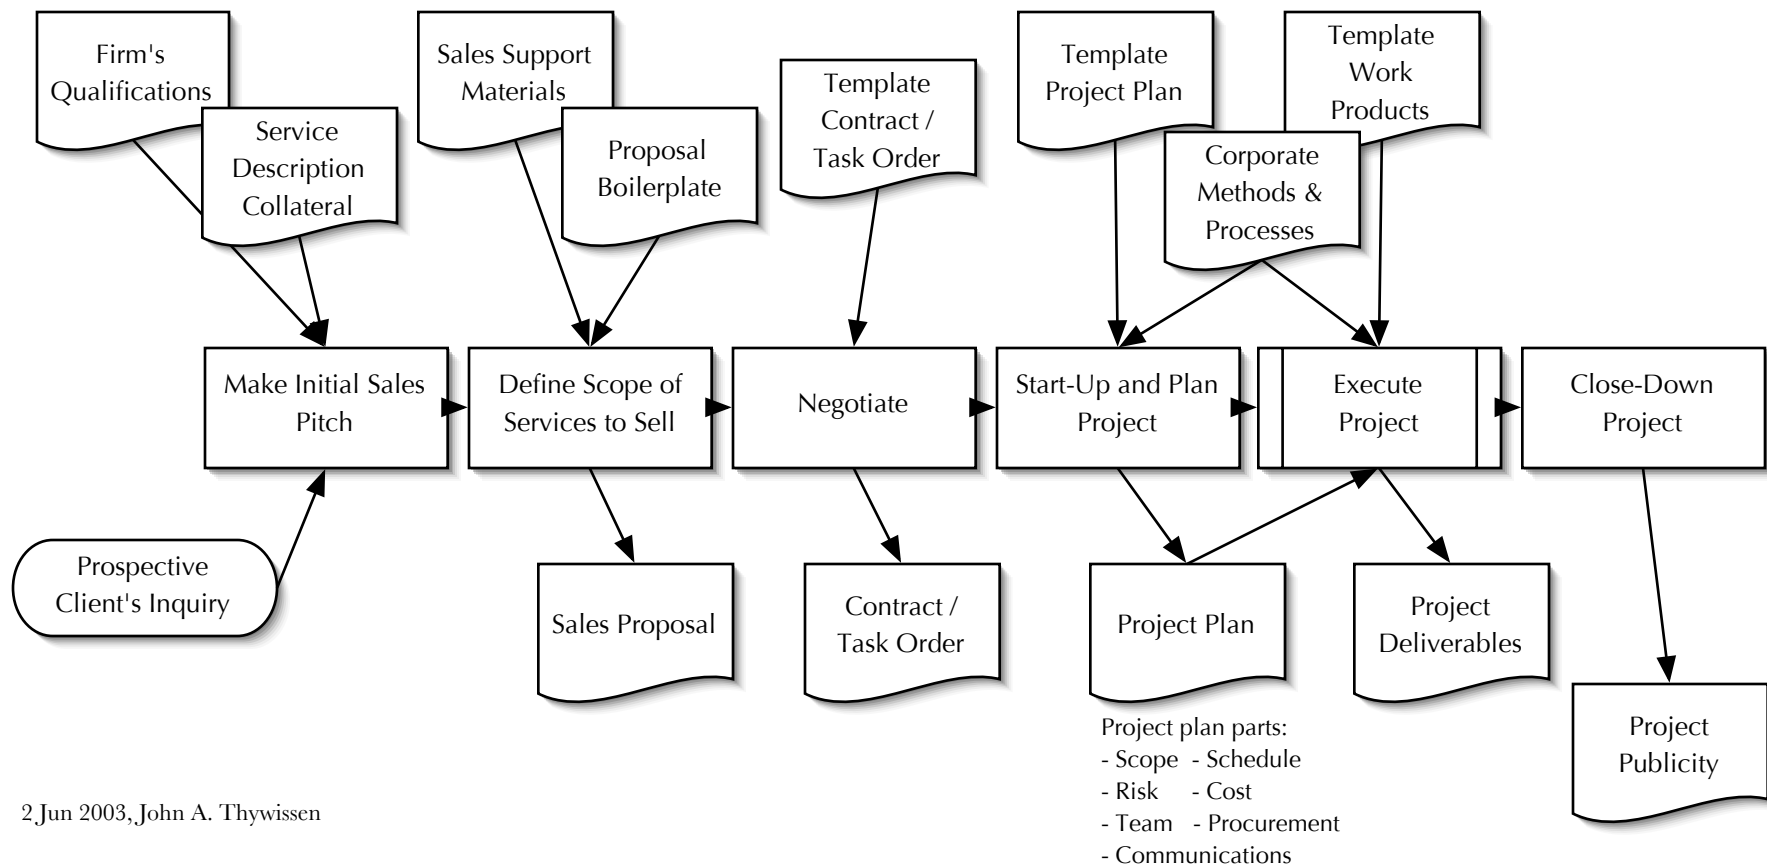 Firm's
Qualifications
Service
Description
Collateral
Sales Support
Materials
Proposal
Boilerplate
Template
Contract /
Task Order
Template
Project Plan
Template
Work
Products
Corporate
Methods &
Processes
Make Initial Sales
Pitch
Define Scope of
Services to Sell
Negotiate
Start-Up and Plan
Project
Execute
Project
Close-Down
Project
Prospective
Client's Inquiry
Sales Proposal
Contract /
Task Order
Project Plan
Project
Deliverables
Project
Publicity
Project plan parts:
- Scope - Schedule
- Risk - Cost
- Team - Procurement
- Communications
2 Jun 2003, John A. Thywissen